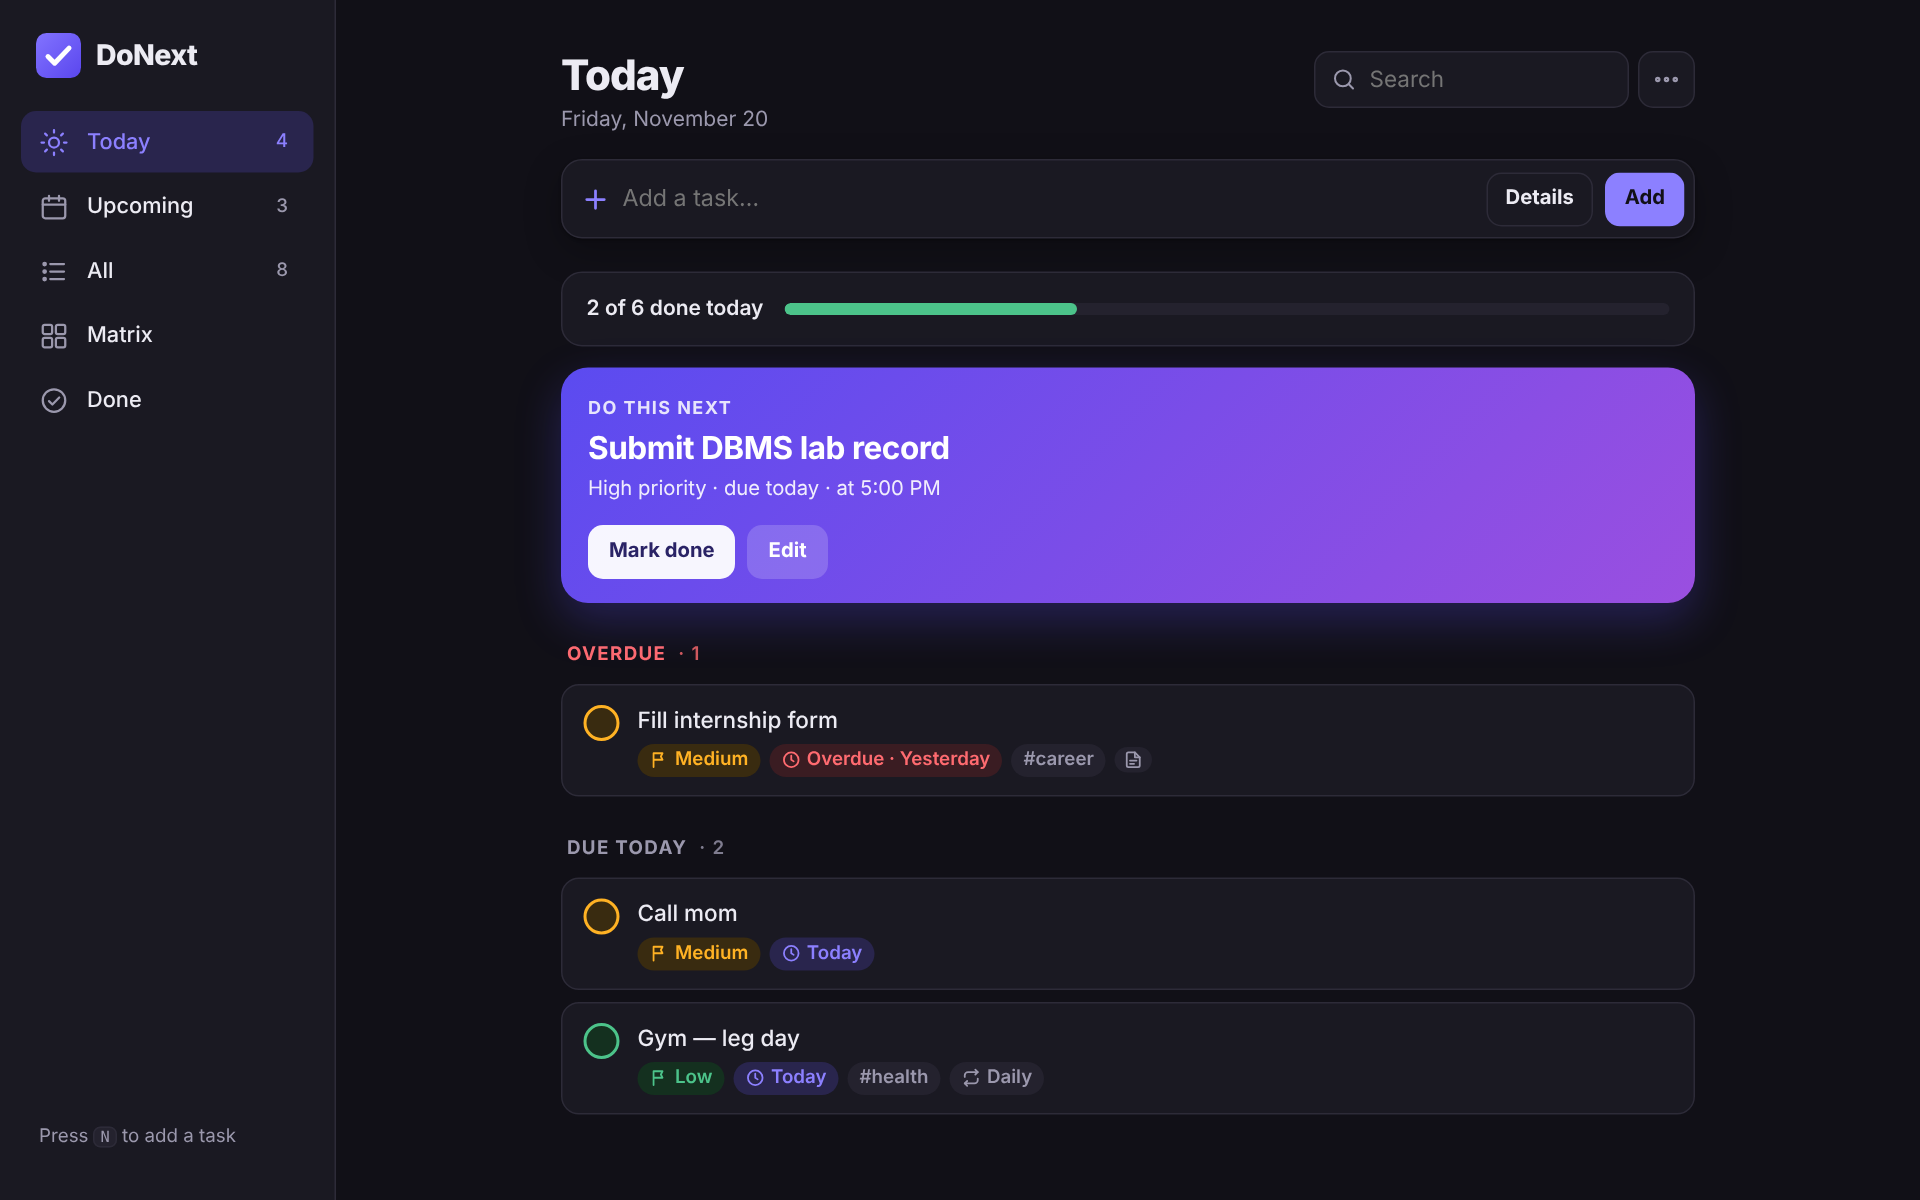 DoNext
Today 4
Upcoming 3
All 8
Matrix
Done
Press N to add a task
Today
Friday, November 20
Search
Add a task...
Details
Add
2 of 6 done today
DO THIS NEXT
Submit DBMS lab record
High priority · due today · at 5:00 PM
Mark done
Edit
OVERDUE · 1
Fill internship form
Medium Overdue · Yesterday #career
DUE TODAY · 2
Call mom
Medium Today
Gym — leg day
Low Today #health Daily